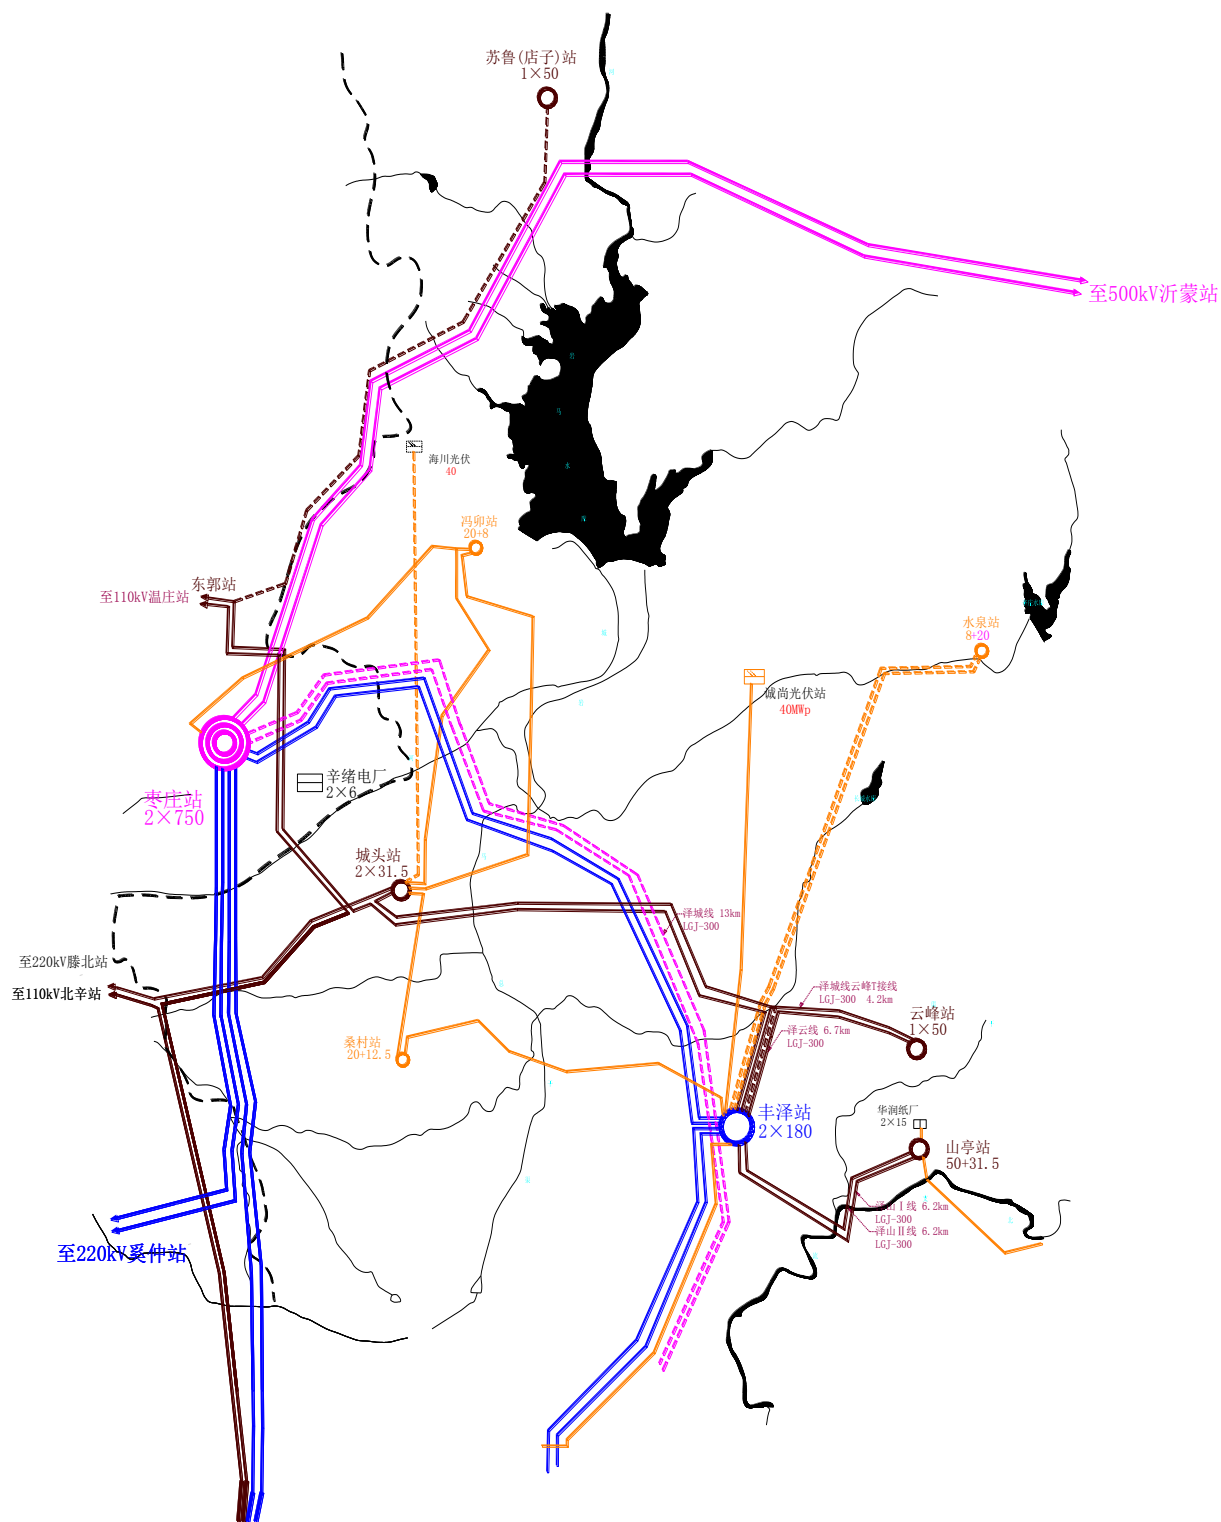 苏鲁(店子)站
1×50
至500kV沂蒙站
海川光伏
40
冯卯站
20+8
东郭站
至110kV温庄站
水泉站
8+20
诚尚光伏站
40MWp
辛绪电厂
2×6
枣庄站
2×750
城头站
2×31.5
泽城线 13km
LGJ-300
至220kV滕北站
至110kV北辛站
泽城线云峰T接线
LGJ-300 4.2km
云峰站
1×50
泽云线 6.7km
LGJ-300
桑村站
20+12.5
丰泽站
2×180
华润纸厂
2×15
山亭站
50+31.5
泽山Ⅰ线 6.2km
LGJ-300
泽山Ⅱ线 6.2km
LGJ-300
至220kV奚仲站